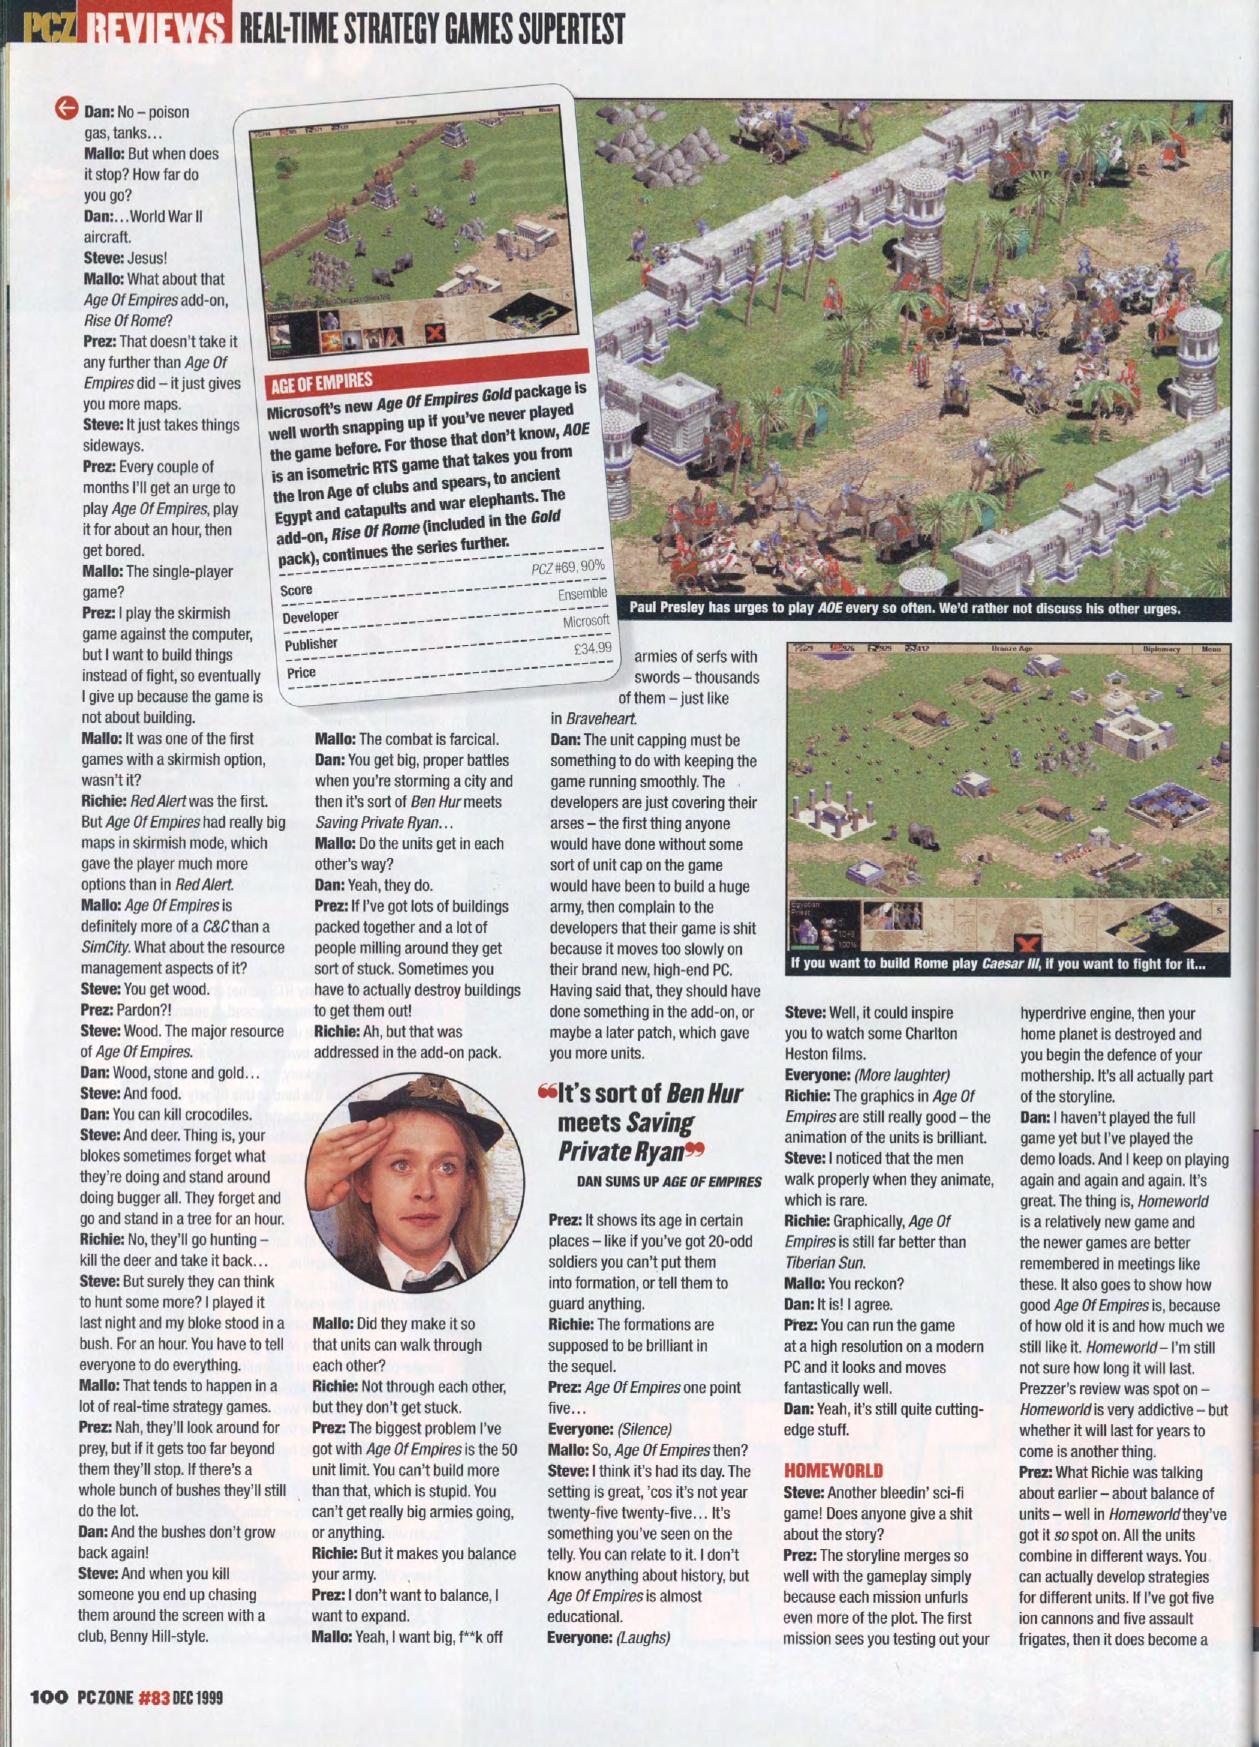 PCZ REVIEWS REAL-TIME STRATEGY GAMES SUPERTEST
Dan: No – poison
gas, tanks…
Mallo: But when does
it stop? How far do
you go?
Dan:…World War II
aircraft.
Steve: Jesus!
Mallo: What about that
Age Of Empires add-on,
Rise Of Rome?
Prez: That doesn't take it
any further than Age Of
Empires did – it just gives
you more maps.
Steve: It just takes things
sideways.
Prez: Every couple of
months I'll get an urge to
play Age Of Empires, play
it for about an hour, then
get bored.
Mallo: The single-player
game?
Prez: I play the skirmish
game against the computer,
but I want to build things
instead of fight, so eventually
I give up because the game is
not about building.
Mallo: It was one of the first
games with a skirmish option,
wasn't it?
Richie: Red Alert was the first.
But Age Of Empires had really big
maps in skirmish mode, which
gave the player much more
options than in Red Alert.
Mallo: Age Of Empires is
definitely more of a C&C than a
SimCity. What about the resource
management aspects of it?
Steve: You get wood.
Prez: Pardon?!
Steve: Wood. The major resource
of Age Of Empires.
Dan: Wood, stone and gold…
Steve: And food.
Dan: You can kill crocodiles.
Steve: And deer. Thing is, your
blokes sometimes forget what
they're doing and stand around
doing bugger all. They forget and
go and stand in a tree for an hour.
Richie: No, they'll go hunting –
kill the deer and take it back…
Steve: But surely they can think
to hunt some more? I played it
last night and my bloke stood in a
bush. For an hour. You have to tell
everyone to do everything.
Mallo: That tends to happen in a
lot of real-time strategy games.
Prez: Nah, they'll look around for
prey, but if it gets too far beyond
them they'll stop. If there's a
whole bunch of bushes they'll still
do the lot.
Dan: And the bushes don't grow
back again!
Steve: And when you kill
someone you end up chasing
them around the screen with a
club, Benny Hill-style.
AGE OF EMPIRES
Microsoft's new Age Of Empires Gold package is
well worth snapping up if you've never played
the game before. For those that don't know, AOE
is an isometric RTS game that takes you from
the Iron Age of clubs and spears, to ancient
Egypt and catapults and war elephants. The
add-on, Rise Of Rome (included in the Gold
pack), continues the series further.
Score PCZ #69, 90%
Developer Ensemble
Publisher Microsoft
Price £34.99
Paul Presley has urges to play AOE every so often. We'd rather not discuss his other urges.
Mallo: The combat is farcical.
Dan: You get big, proper battles
when you're storming a city and
then it's sort of Ben Hur meets
Saving Private Ryan…
Mallo: Do the units get in each
other's way?
Dan: Yeah, they do.
Prez: If I've got lots of buildings
packed together and a lot of
people milling around they get
sort of stuck. Sometimes you
have to actually destroy buildings
to get them out!
Richie: Ah, but that was
addressed in the add-on pack.
Mallo: Did they make it so
that units can walk through
each other?
Richie: Not through each other,
but they don't get stuck.
Prez: The biggest problem I've
got with Age Of Empires is the 50
unit limit. You can't build more
than that, which is stupid. You
can't get really big armies going,
or anything.
Richie: But it makes you balance
your army.
Prez: I don't want to balance, I
want to expand.
Mallo: Yeah, I want big, f**k off
armies of serfs with
swords – thousands
of them – just like
in Braveheart.
Dan: The unit capping must be
something to do with keeping the
game running smoothly. The
developers are just covering their
arses – the first thing anyone
would have done without some
sort of unit cap on the game
would have been to build a huge
army, then complain to the
developers that their game is shit
because it moves too slowly on
their brand new, high-end PC.
Having said that, they should have
done something in the add-on, or
maybe a later patch, which gave
you more units.
“It's sort of Ben Hur
meets Saving
Private Ryan”
DAN SUMS UP AGE OF EMPIRES
Prez: It shows its age in certain
places – like if you've got 20-odd
soldiers you can't put them
into formation, or tell them to
guard anything.
Richie: The formations are
supposed to be brilliant in
the sequel.
Prez: Age Of Empires one point
five…
Everyone: (Silence)
Mallo: So, Age Of Empires then?
Steve: I think it's had its day. The
setting is great, 'cos it's not year
twenty-five twenty-five… It's
something you've seen on the
telly. You can relate to it. I don't
know anything about history, but
Age Of Empires is almost
educational.
Everyone: (Laughs)
Bronze Age Diplomacy Menu
Egyptian
Priest
100%
If you want to build Rome play Caesar III, if you want to fight for it…
Steve: Well, it could inspire
you to watch some Charlton
Heston films.
Everyone: (More laughter)
Richie: The graphics in Age Of
Empires are still really good – the
animation of the units is brilliant.
Steve: I noticed that the men
walk properly when they animate,
which is rare.
Richie: Graphically, Age Of
Empires is still far better than
Tiberian Sun.
Mallo: You reckon?
Dan: It is! I agree.
Prez: You can run the game
at a high resolution on a modern
PC and it looks and moves
fantastically well.
Dan: Yeah, it's still quite cutting-
edge stuff.
HOMEWORLD
Steve: Another bleedin' sci-fi
game! Does anyone give a shit
about the story?
Prez: The storyline merges so
well with the gameplay simply
because each mission unfurls
even more of the plot. The first
mission sees you testing out your
hyperdrive engine, then your
home planet is destroyed and
you begin the defence of your
mothership. It's all actually part
of the storyline.
Dan: I haven't played the full
game yet but I've played the
demo loads. And I keep on playing
again and again and again. It's
great. The thing is, Homeworld
is a relatively new game and
the newer games are better
remembered in meetings like
these. It also goes to show how
good Age Of Empires is, because
of how old it is and how much we
still like it. Homeworld – I'm still
not sure how long it will last.
Prezzer's review was spot on –
Homeworld is very addictive – but
whether it will last for years to
come is another thing.
Prez: What Richie was talking
about earlier – about balance of
units – well in Homeworld they've
got it so spot on. All the units
combine in different ways. You
can actually develop strategies
for different units. If I've got five
ion cannons and five assault
frigates, then it does become a
100 PC ZONE #83 DEC 1999